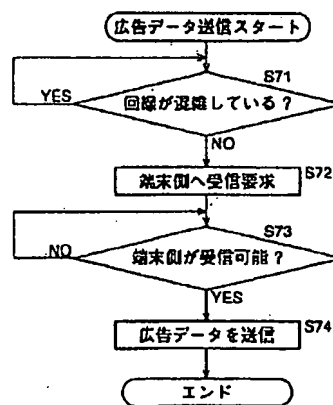 広告データ送信スタート
S71
回線が混雑している？
YES
NO
S72
端末側へ受信要求
S73
端末側が受信可能？
NO
YES
S74
広告データを送信
エンド